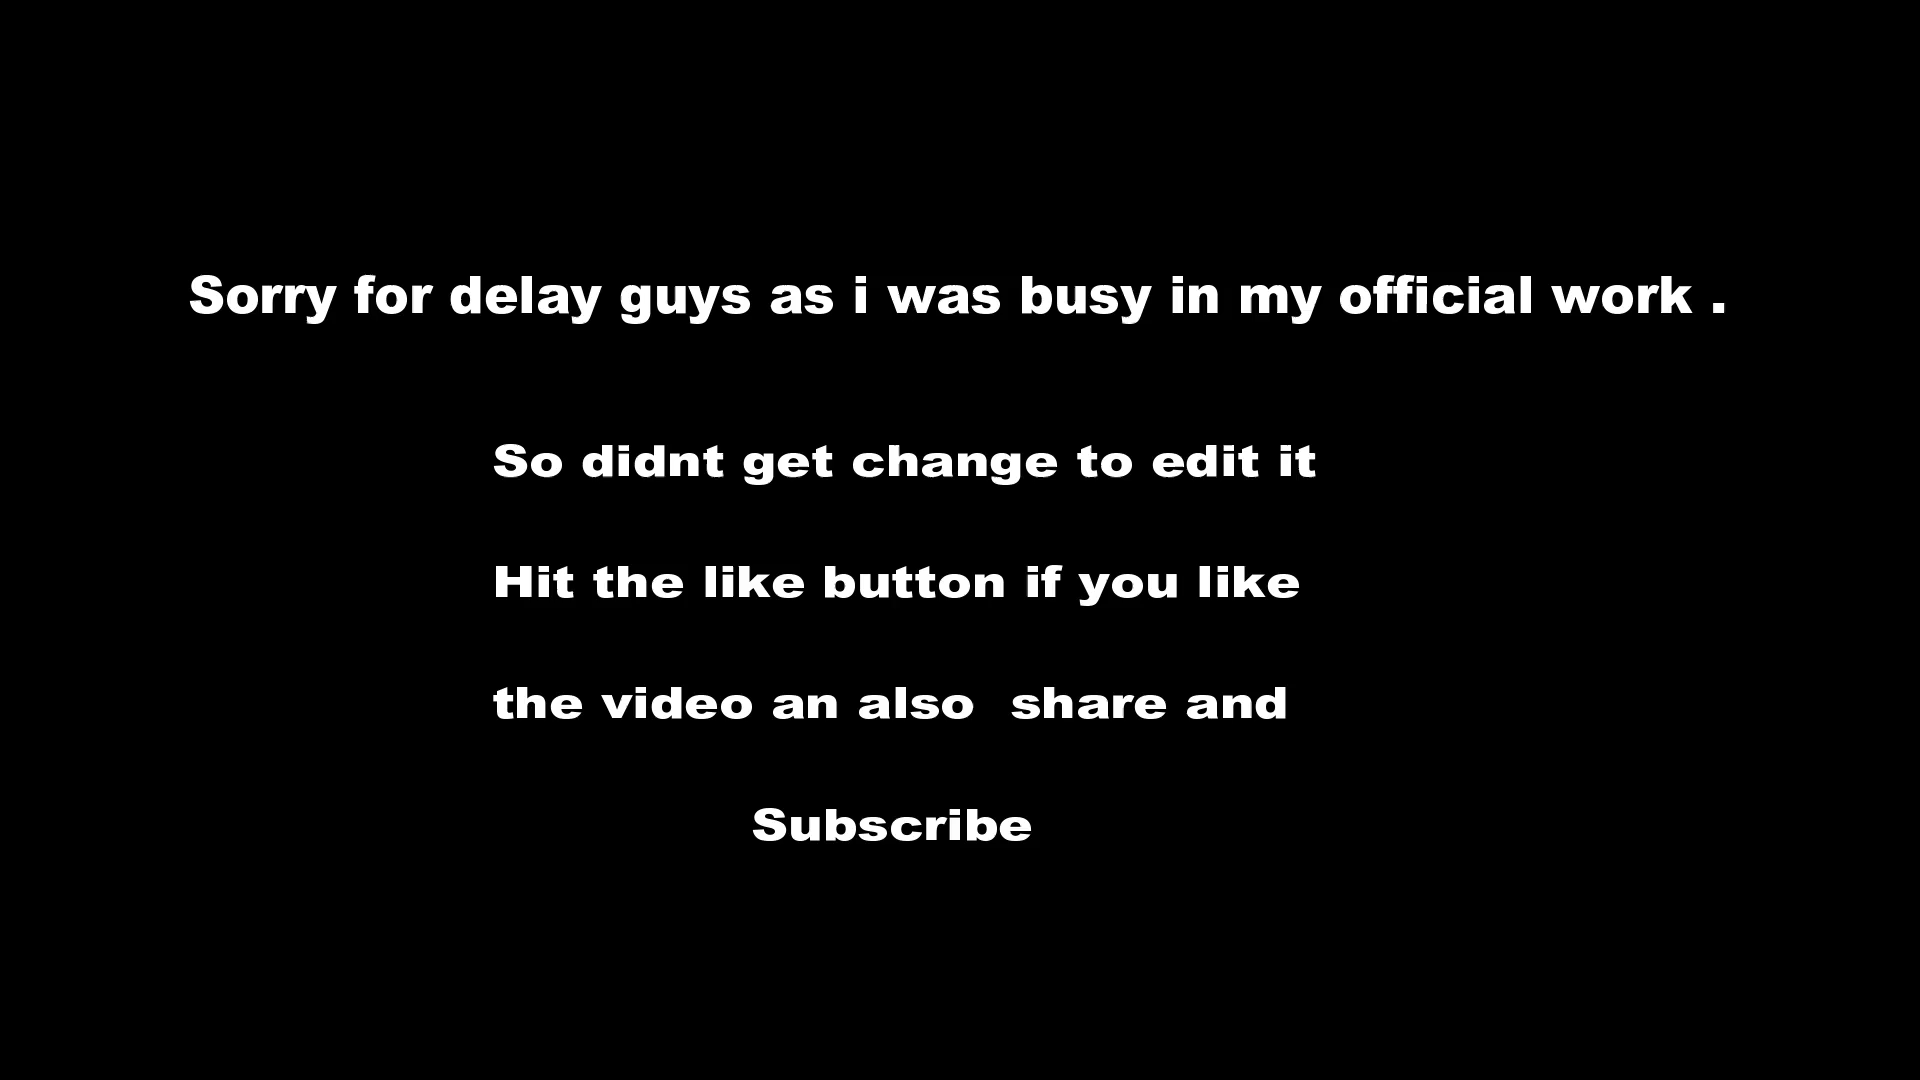 Sorry for delay guys as i was busy in my official work .
So didnt get change to edit it
Hit the like button if you like
the video an also  share and
Subscribe